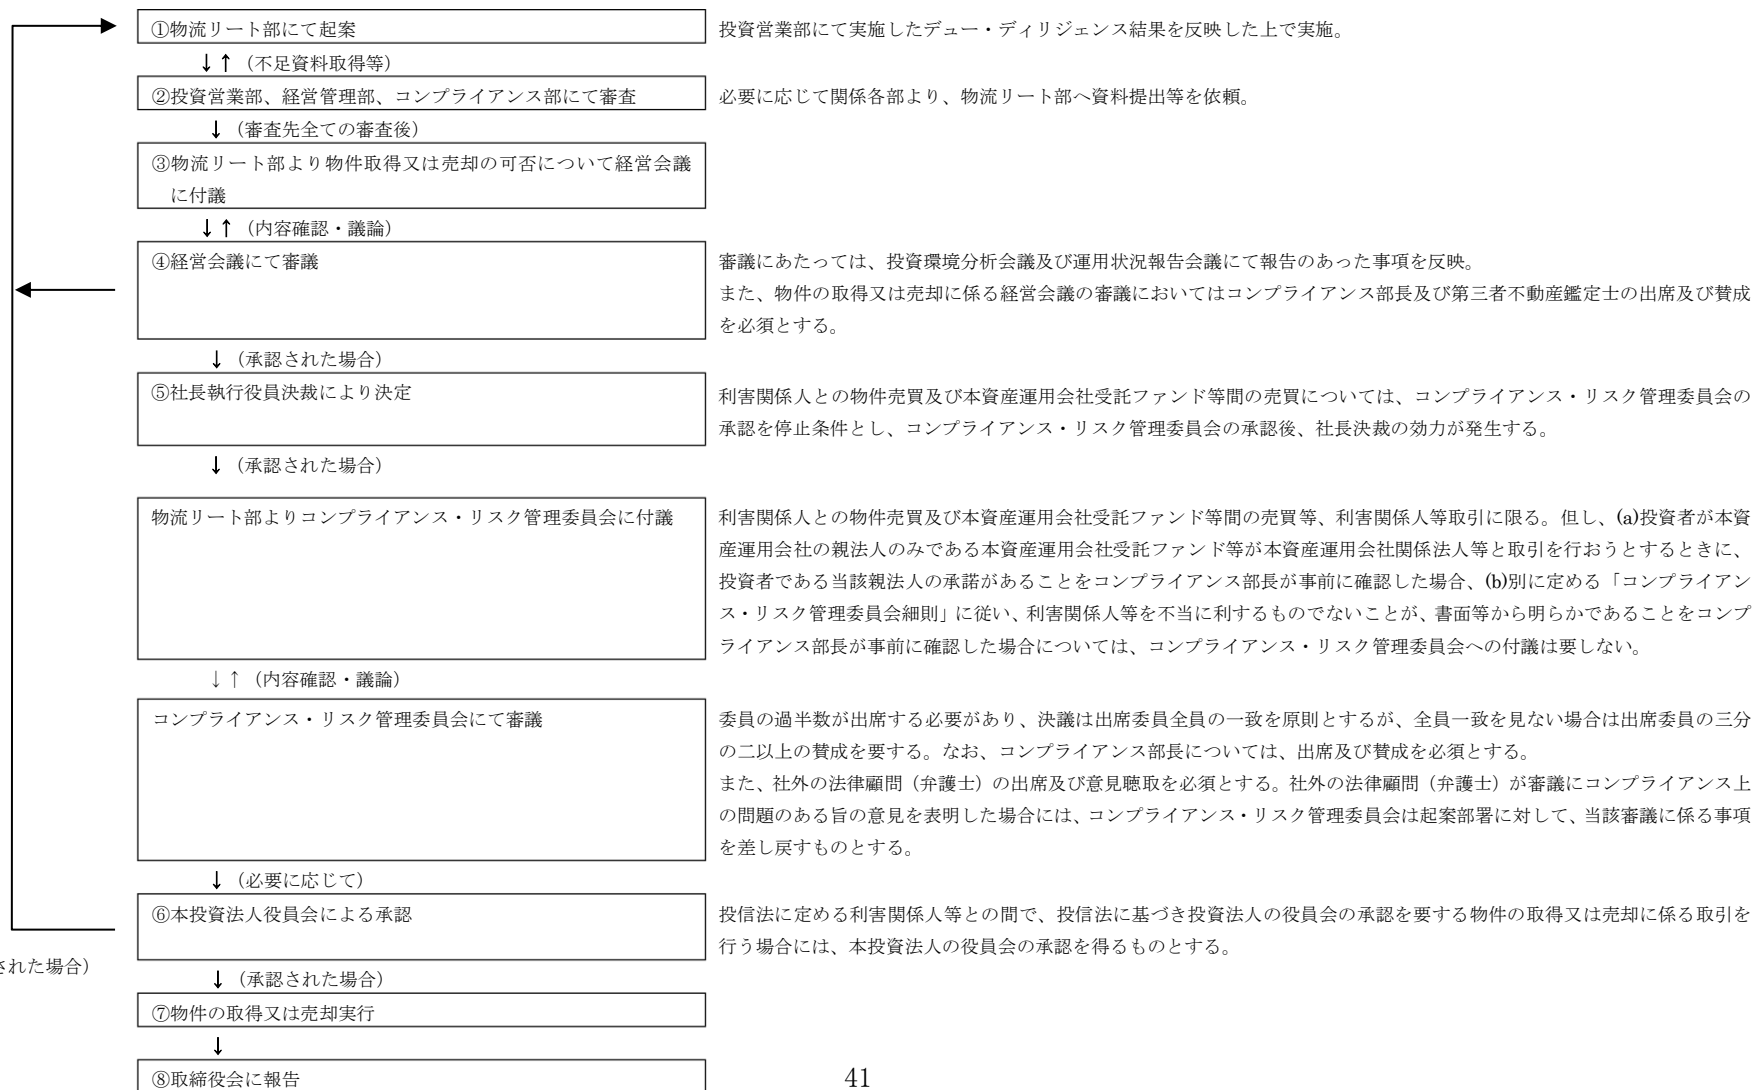 ①物流リート部にて起案
投資営業部にて実施したデュー・ディリジェンス結果を反映した上で実施。
↓↑（不足資料取得等）
②投資営業部、経営管理部、コンプライアンス部にて審査
必要に応じて関係各部より、物流リート部へ資料提出等を依頼。
↓（審査先全ての審査後）
③物流リート部より物件取得又は売却の可否について経営会議
に付議
↓↑（内容確認・議論）
④経営会議にて審議
審議にあたっては、投資環境分析会議及び運用状況報告会議にて報告のあった事項を反映。
また、物件の取得又は売却に係る経営会議の審議においてはコンプライアンス部長及び第三者不動産鑑定士の出席及び賛成
を必須とする。
↓（承認された場合）
⑤社長執行役員決裁により決定
利害関係人との物件売買及び本資産運用会社受託ファンド等間の売買については、コンプライアンス・リスク管理委員会の
承認を停止条件とし、コンプライアンス・リスク管理委員会の承認後、社長決裁の効力が発生する。
↓（承認された場合）
物流リート部よりコンプライアンス・リスク管理委員会に付議
利害関係人との物件売買及び本資産運用会社受託ファンド等間の売買等、利害関係人等取引に限る。但し、(a)投資者が本資
産運用会社の親法人のみである本資産運用会社受託ファンド等が本資産運用会社関係法人等と取引を行おうとするときに、
投資者である当該親法人の承諾があることをコンプライアンス部長が事前に確認した場合、(b)別に定める「コンプライアン
ス・リスク管理委員会細則」に従い、利害関係人等を不当に利するものでないことが、書面等から明らかであることをコンプ
ライアンス部長が事前に確認した場合については、コンプライアンス・リスク管理委員会への付議は要しない。
↓↑（内容確認・議論）
コンプライアンス・リスク管理委員会にて審議
委員の過半数が出席する必要があり、決議は出席委員全員の一致を原則とするが、全員一致を見ない場合は出席委員の三分
の二以上の賛成を要する。なお、コンプライアンス部長については、出席及び賛成を必須とする。
また、社外の法律顧問（弁護士）の出席及び意見聴取を必須とする。社外の法律顧問（弁護士）が審議にコンプライアンス上
の問題のある旨の意見を表明した場合には、コンプライアンス・リスク管理委員会は起案部署に対して、当該審議に係る事項
を差し戻すものとする。
↓（必要に応じて）
⑥本投資法人役員会による承認
投信法に定める利害関係人等との間で、投信法に基づき投資法人の役員会の承認を要する物件の取得又は売却に係る取引を
行う場合には、本投資法人の役員会の承認を得るものとする。
された場合）
↓（承認された場合）
⑦物件の取得又は売却実行
↓
⑧取締役会に報告
41